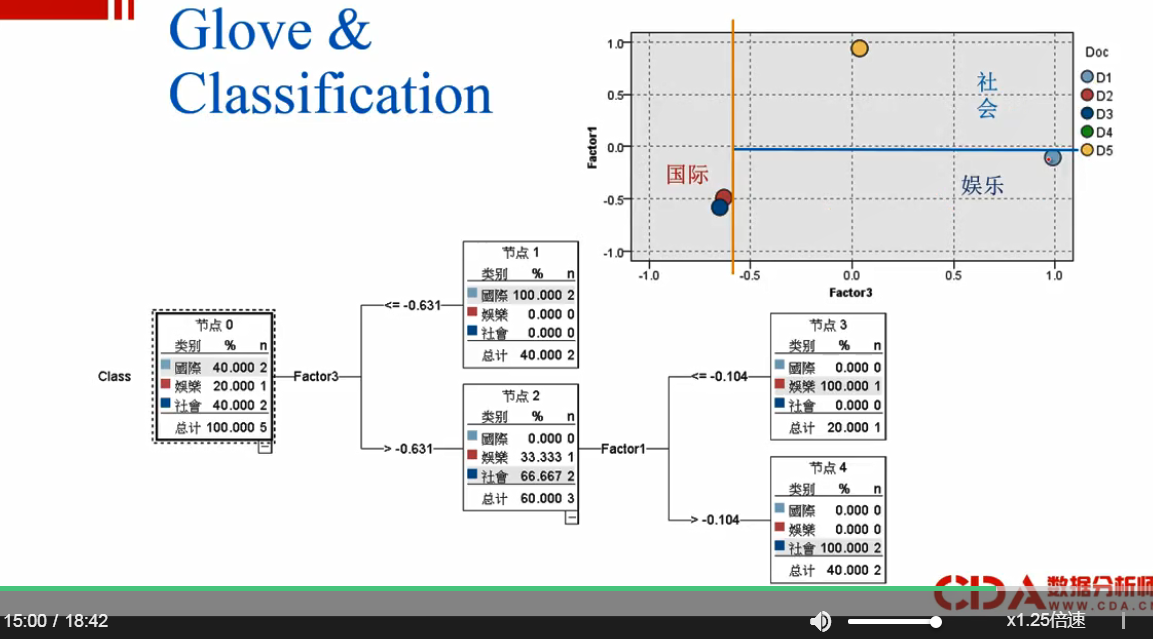 Glove &
Classification
Factor1
1.0
0.5
0.0
-0.5
-1.0
-1.0
-0.5
0.0
0.5
1.0
Factor3
社
会
国际
娱乐
Doc
D1
D2
D3
D4
D5
Class
节点 0
类别 % n
國際 40.000 2
娛樂 20.000 1
社會 40.000 2
总计 100.000 5
Factor3
<= -0.631
> -0.631
节点 1
类别 % n
國際 100.000 2
娛樂 0.000 0
社會 0.000 0
总计 40.000 2
节点 2
类别 % n
國際 0.000 0
娛樂 33.333 1
社會 66.667 2
总计 60.000 3
Factor1
<= -0.104
> -0.104
节点 3
类别 % n
國際 0.000 0
娛樂 100.000 1
社會 0.000 0
总计 20.000 1
节点 4
类别 % n
國際 0.000 0
娛樂 0.000 0
社會 100.000 2
总计 40.000 2
CDA 数据分析师
WWW.CDA.C
15:00 / 18:42
x1.25倍速